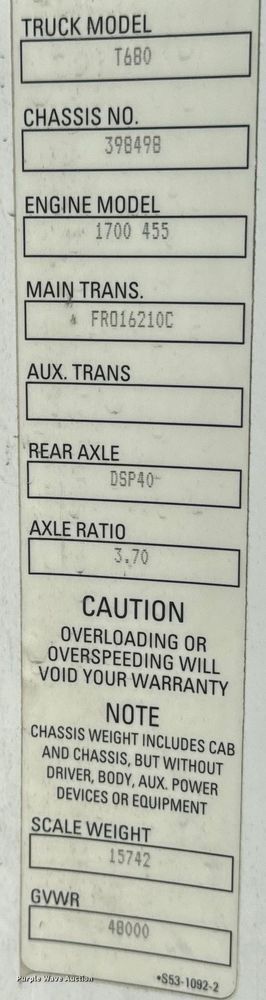 TRUCK MODEL
T680
CHASSIS NO.
398498
ENGINE MODEL
1700 455
MAIN TRANS.
FRO16210C
AUX. TRANS
REAR AXLE
DSP40
AXLE RATIO
3.70
CAUTION
OVERLOADING OR
OVERSPEEDING WILL
VOID YOUR WARRANTY
NOTE
CHASSIS WEIGHT INCLUDES CAB
AND CHASSIS, BUT WITHOUT
DRIVER, BODY, AUX. POWER
DEVICES OR EQUIPMENT
SCALE WEIGHT
15742
GVWR
48000
•S53-1092-2
Purple Wave Auction